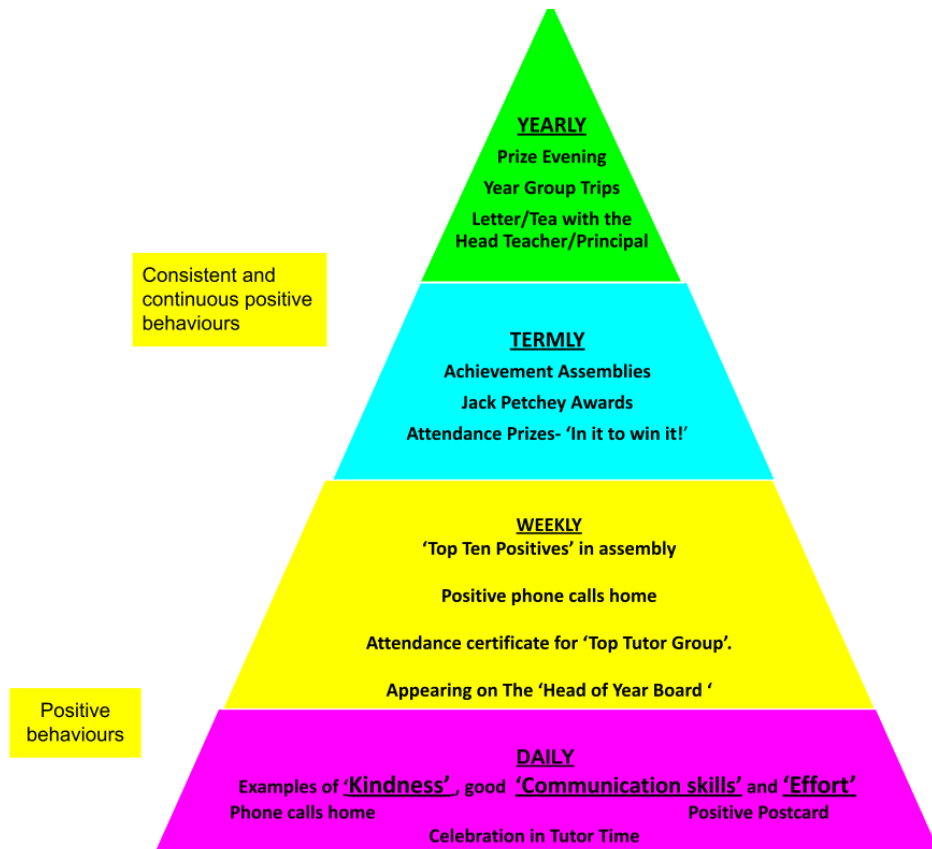 YEARLY
Prize Evening
Year Group Trips
Letter/Tea with the
Head Teacher/Principal
Consistent and
continuous positive
behaviours
TERMLY
Achievement Assemblies
Jack Petchey Awards
Attendance Prizes- ‘In it to win it!’
WEEKLY
‘Top Ten Positives’ in assembly
Positive phone calls home
Attendance certificate for ‘Top Tutor Group’.
Appearing on The ‘Head of Year Board ‘
Positive
behaviours
DAILY
Examples of ‘Kindness’ , good ‘Communication skills’ and ‘Effort’
Phone calls home Positive Postcard
Celebration in Tutor Time